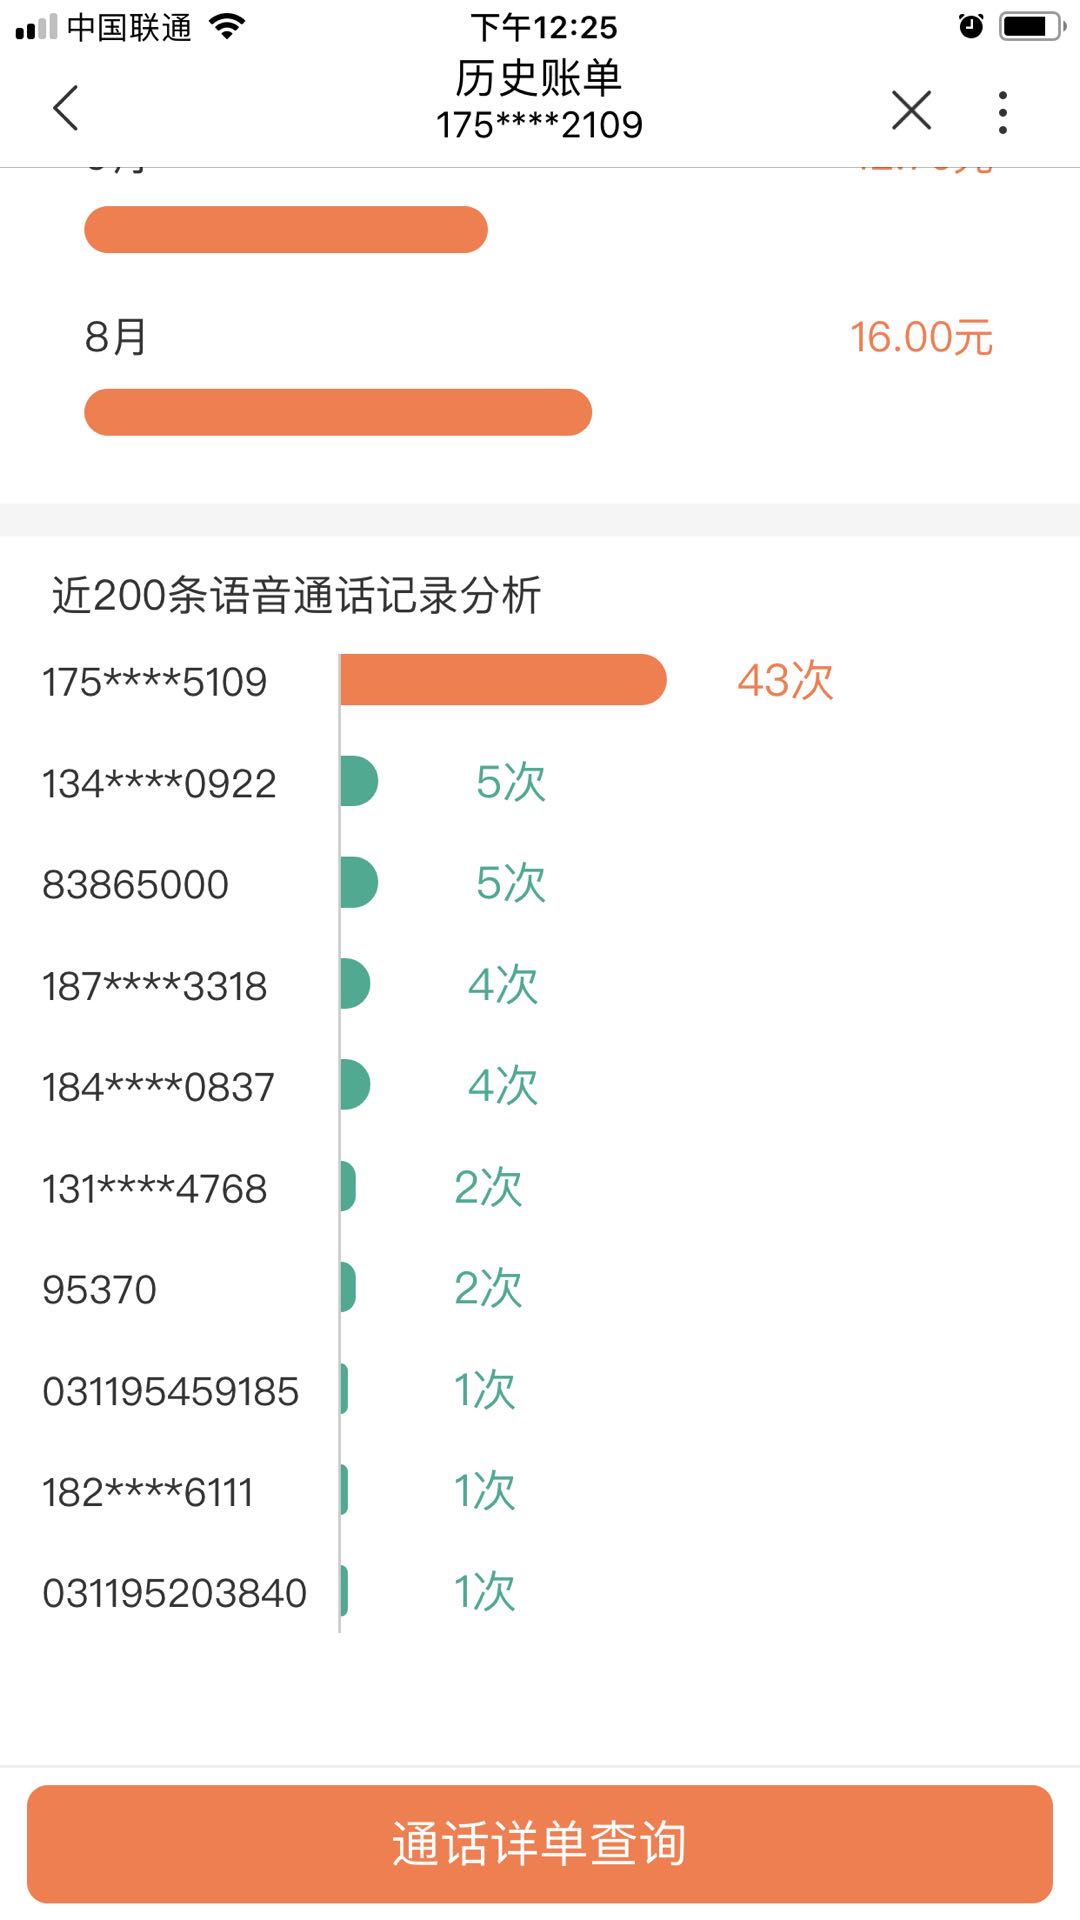 中国联通
下午12:25
历史账单
175****2109
8月
16.00元
近200条语音通话记录分析
175****5109
43次
134****0922
5次
83865000
5次
187****3318
4次
184****0837
4次
131****4768
2次
95370
2次
031195459185
1次
182****6111
1次
031195203840
1次
通话详单查询